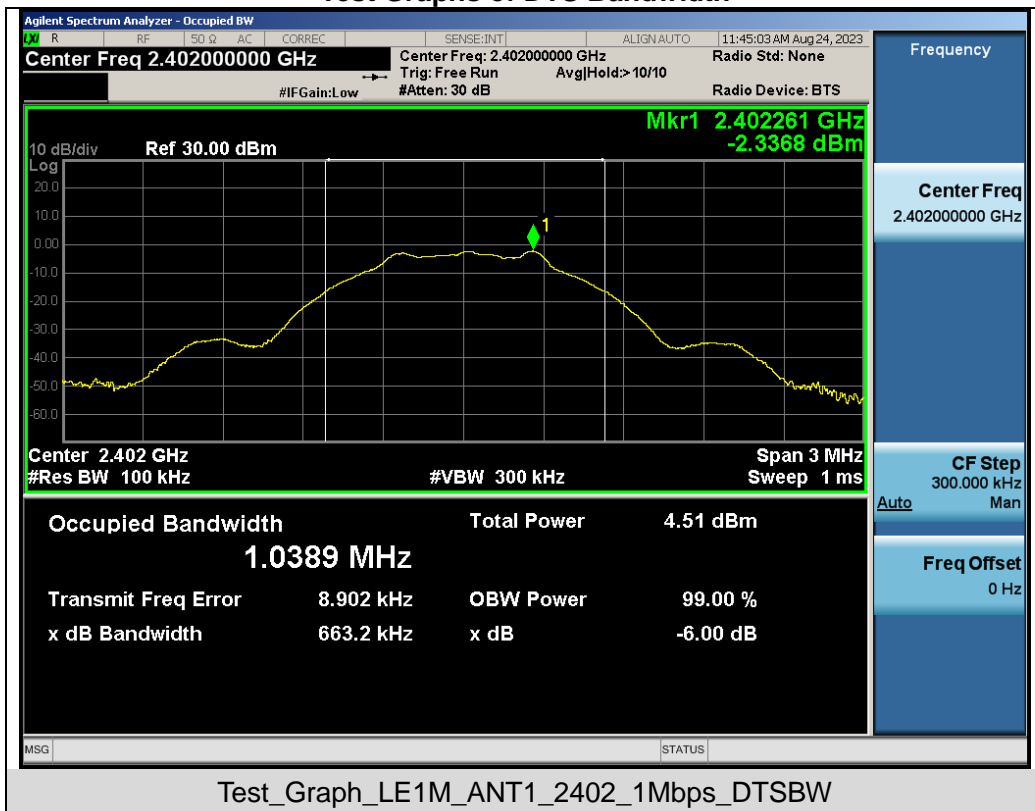 Agilent Spectrum Analyzer - Occupied BW
LXI R RF 50 Ω AC CORREC SENSE:INT ALIGN AUTO 11:45:03 AM Aug 24, 2023
Center Freq 2.402000000 GHz
Center Freq: 2.402000000 GHz
Radio Std: None
Trig: Free Run Avg|Hold:>10/10
#IFGain:Low #Atten: 30 dB Radio Device: BTS
Frequency
Mkr1 2.402261 GHz
-2.3368 dBm
10 dB/div Ref 30.00 dBm
Log
20.0
10.0
0.00
-10.0
-20.0
-30.0
-40.0
-50.0
-60.0
1
Center 2.402 GHz Span 3 MHz
#Res BW 100 kHz #VBW 300 kHz Sweep 1 ms
Center Freq
2.402000000 GHz
CF Step
300.000 kHz
Auto Man
Freq Offset
0 Hz
Occupied Bandwidth Total Power 4.51 dBm
1.0389 MHz
Transmit Freq Error 8.902 kHz OBW Power 99.00 %
x dB Bandwidth 663.2 kHz x dB -6.00 dB
MSG STATUS
Test_Graph_LE1M_ANT1_2402_1Mbps_DTSBW